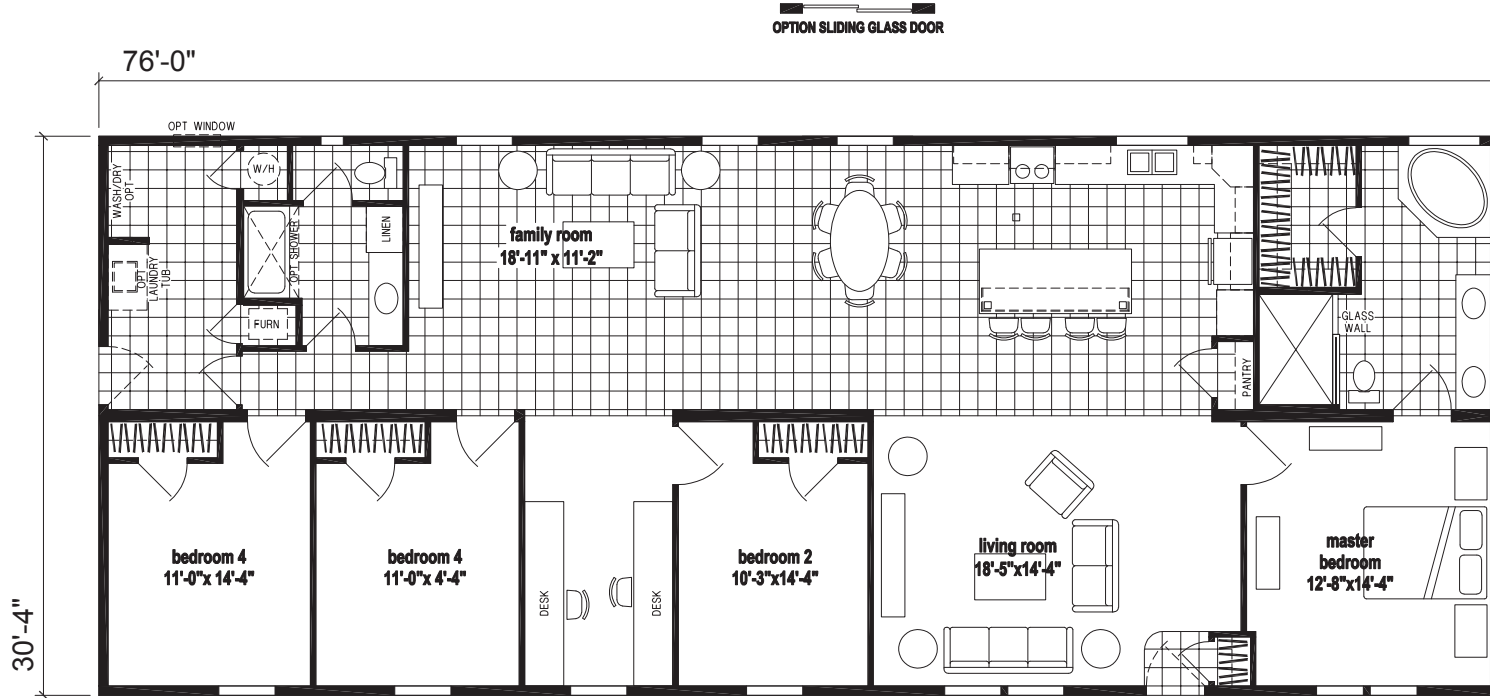 OPTION SLIDING GLASS DOOR
76'-0"
OPT WINDOW
W/H
WASH/DRY
OPT
LINEN
OPT SHOWER
family room
18'-11" x 11'-2"
OPT
LAUNDRY
TUB
FURN
GLASS
WALL
PANTRY
30'-4"
bedroom 4
11'-0"x 14'-4"
bedroom 4
11'-0"x 4'-4"
DESK
DESK
bedroom 2
10'-3"x14'-4"
living room
18'-5"x14'-4"
master
bedroom
12'-8"x14'-4"